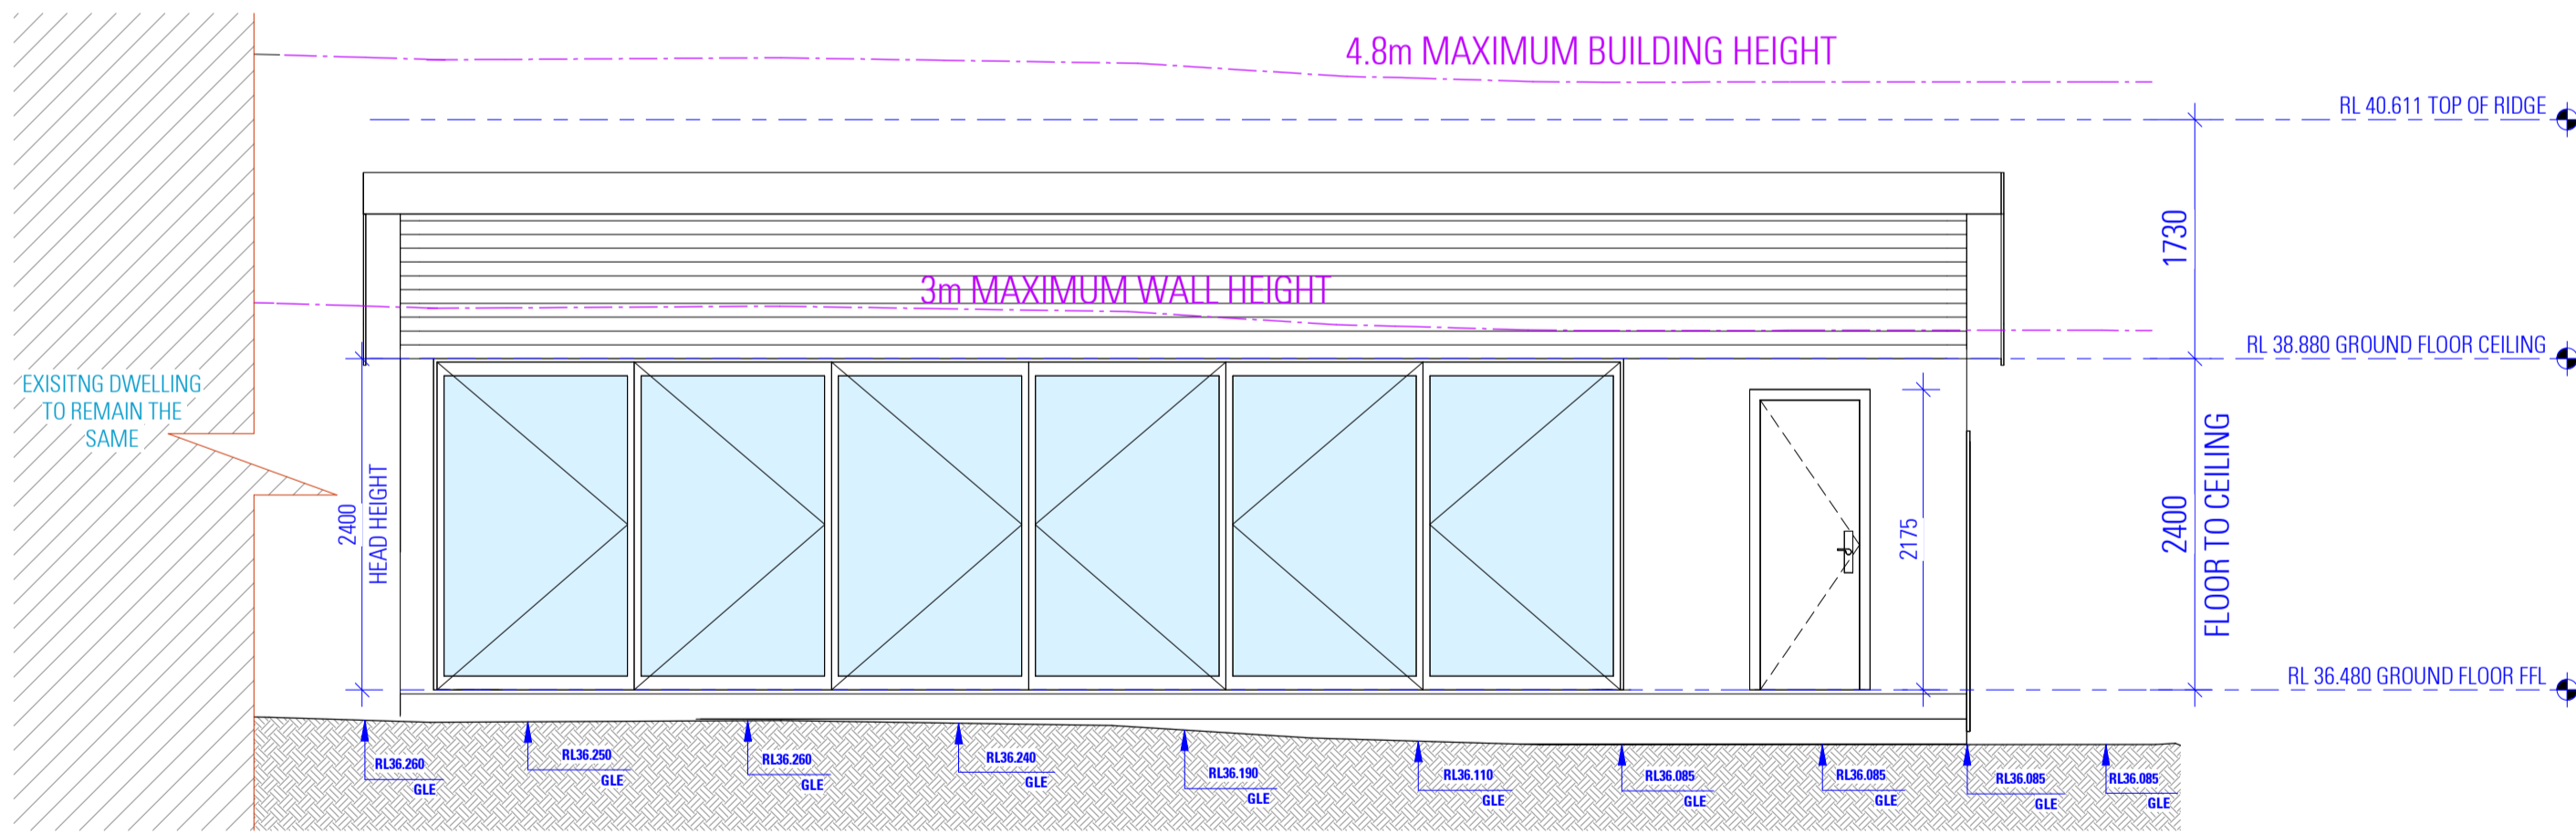 4.8m MAXIMUM BUILDING HEIGHT
RL 40.611 TOP OF RIDGE
1730
3m MAXIMUM WALL HEIGHT
RL 38.880 GROUND FLOOR CEILING
EXISITNG DWELLING
TO REMAIN THE
SAME
2400
HEAD HEIGHT
2175
2400
FLOOR TO CEILING
RL 36.480 GROUND FLOOR FFL
RL36.260
GLE
RL36.250
GLE
RL36.260
GLE
RL36.240
GLE
RL36.190
GLE
RL36.110
GLE
RL36.085
GLE
RL36.085
GLE
RL36.085
GLE
RL36.085
GLE